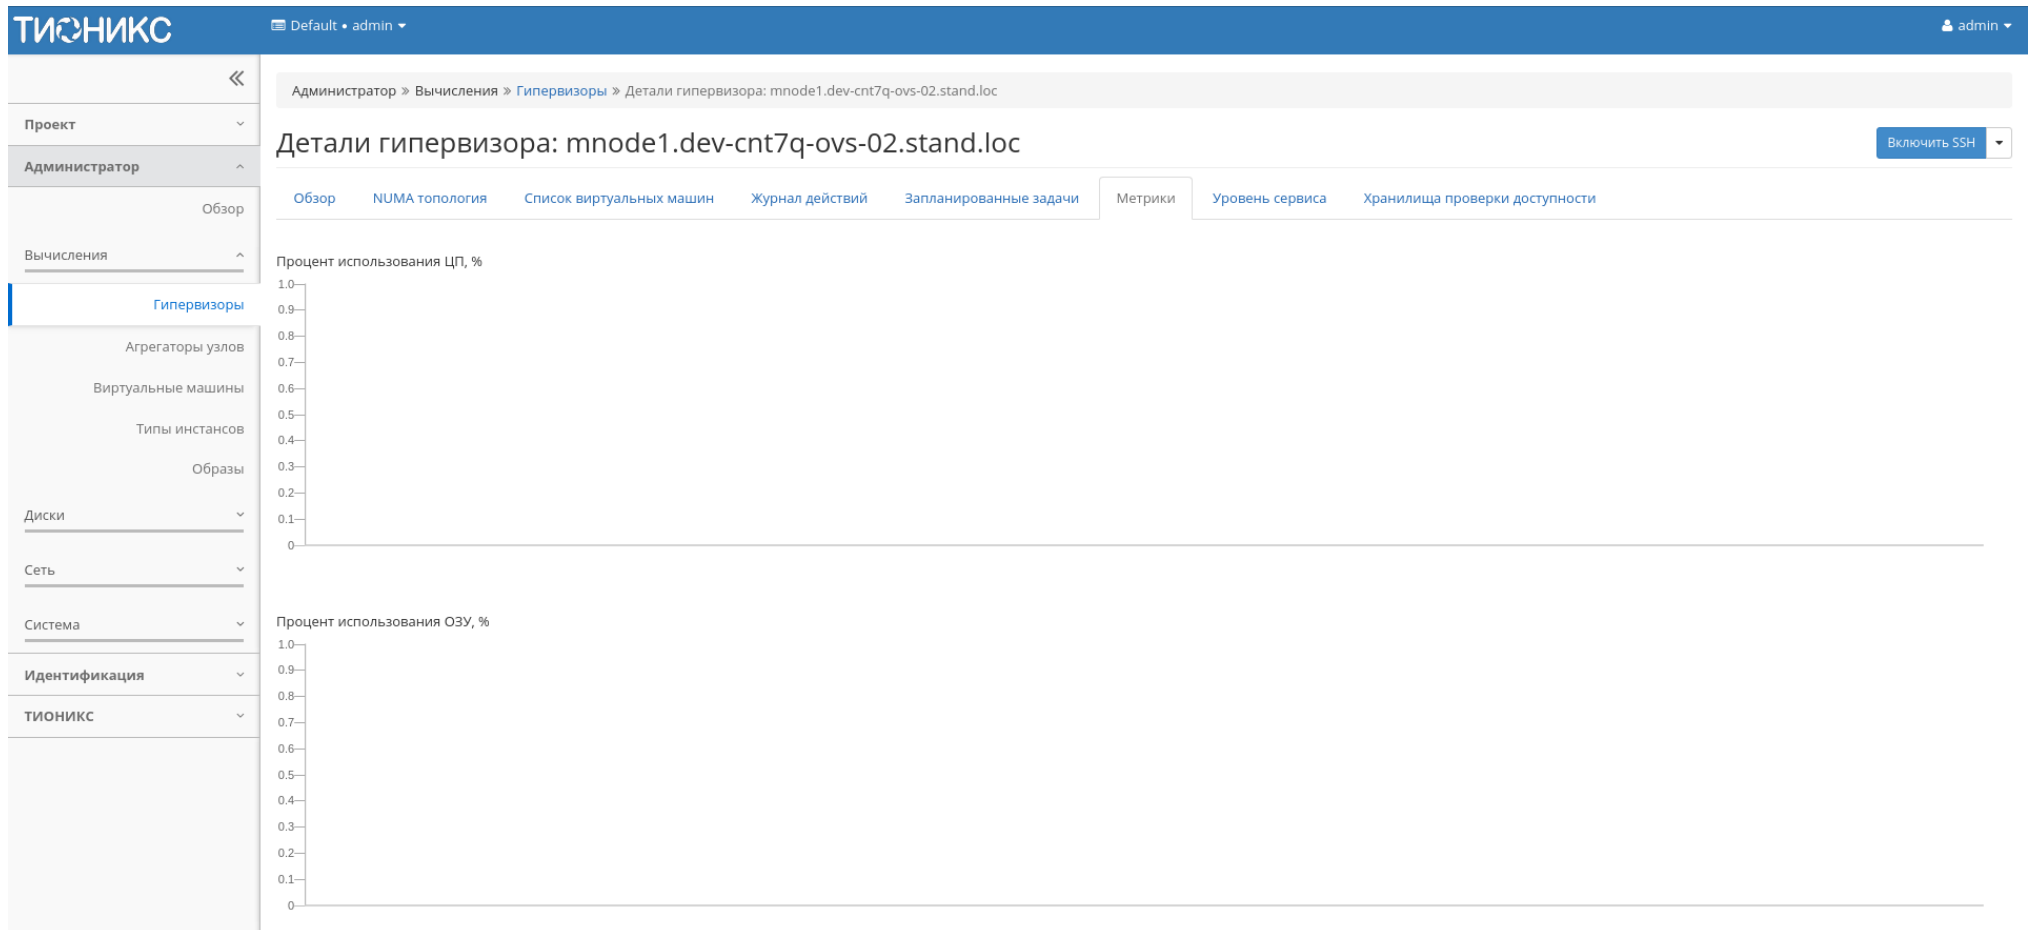 ТИОНИКС
Default • admin
admin
Проект
Администратор
Обзор
Вычисления
Гипервизоры
Агрегаторы узлов
Виртуальные машины
Типы инстансов
Образы
Диски
Сеть
Система
Идентификация
ТИОНИКС
Администратор » Вычисления » Гипервизоры » Детали гипервизора: mnode1.dev-cnt7q-ovs-02.stand.loc
Детали гипервизора: mnode1.dev-cnt7q-ovs-02.stand.loc
Включить SSH
Обзор NUMA топология Список виртуальных машин Журнал действий Запланированные задачи Метрики Уровень сервиса Хранилища проверки доступности
Процент использования ЦП, %
1.0
0.9
0.8
0.7
0.6
0.5
0.4
0.3
0.2
0.1
0
Процент использования ОЗУ, %
1.0
0.9
0.8
0.7
0.6
0.5
0.4
0.3
0.2
0.1
0